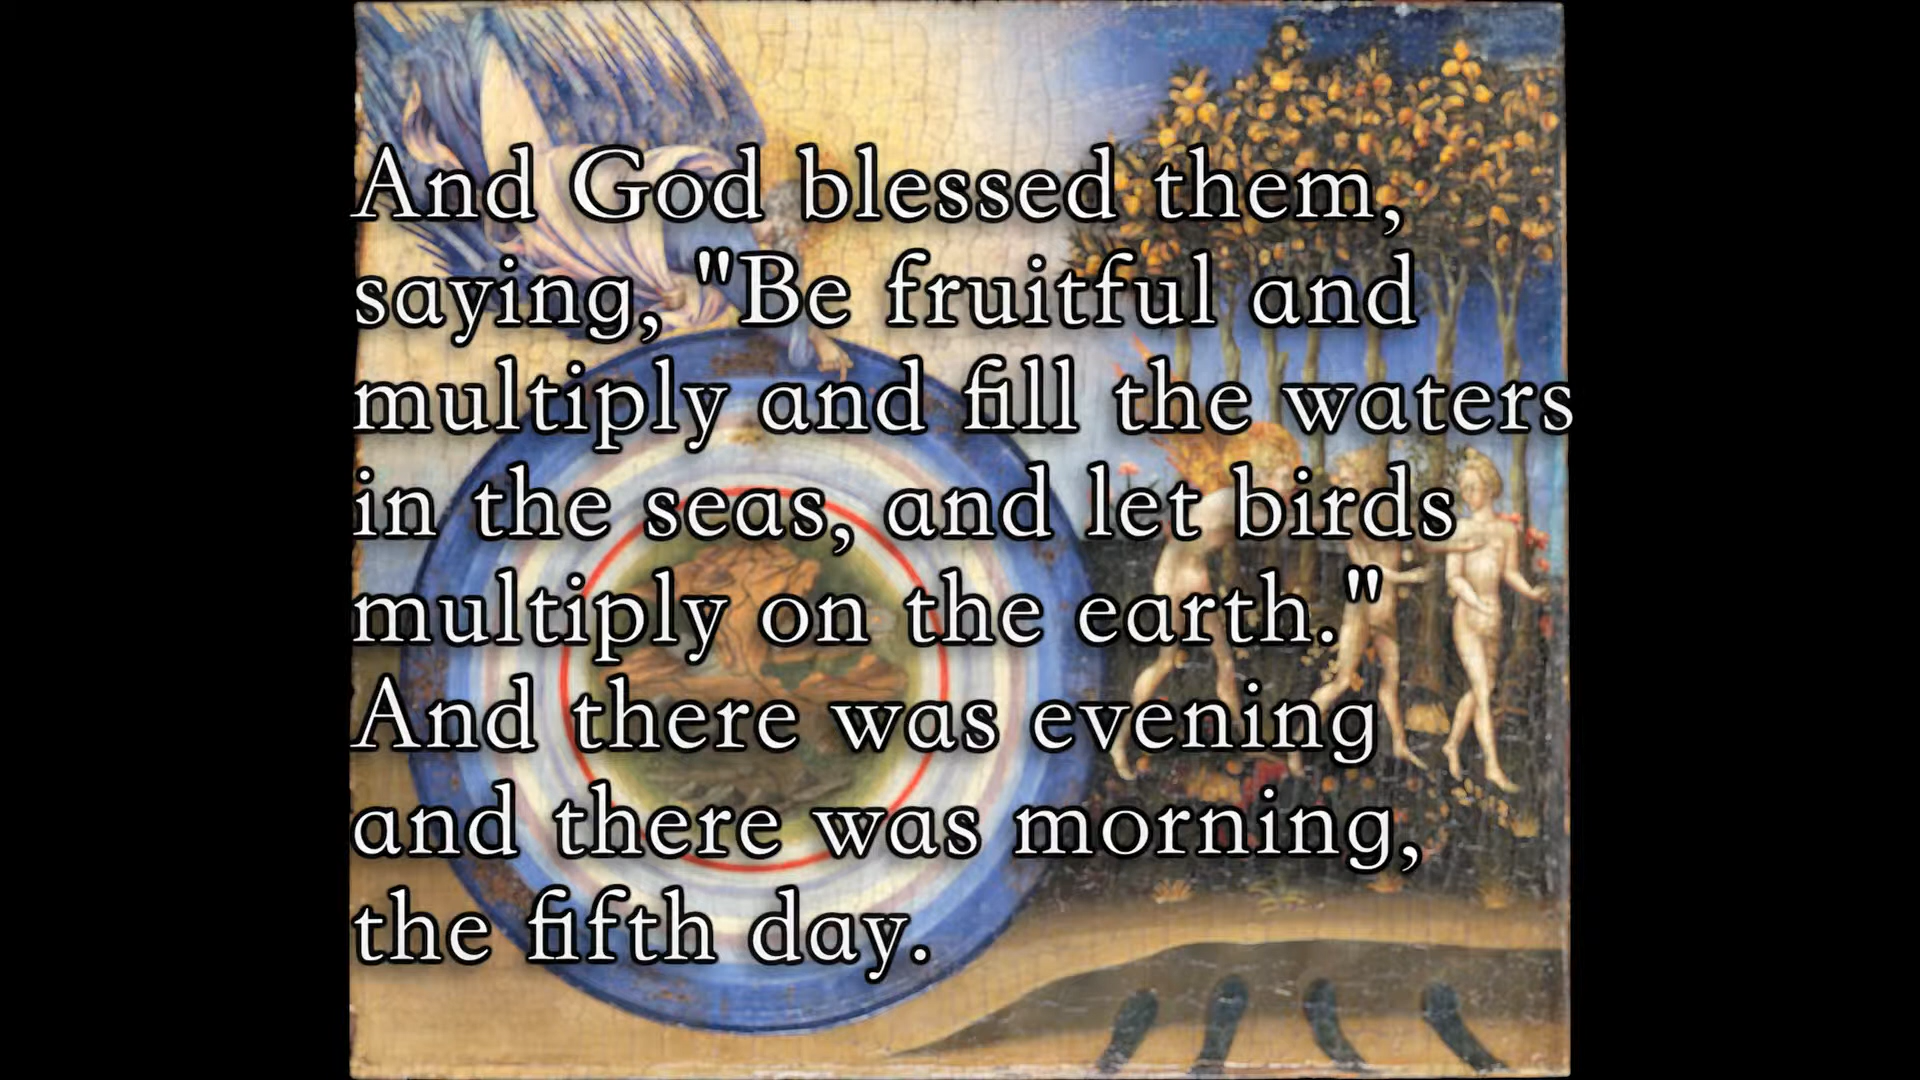 And God blessed them,
saying, "Be fruitful and
multiply and fill the waters
in the seas, and let birds
multiply on the earth."
And there was evening
and there was morning,
the fifth day.